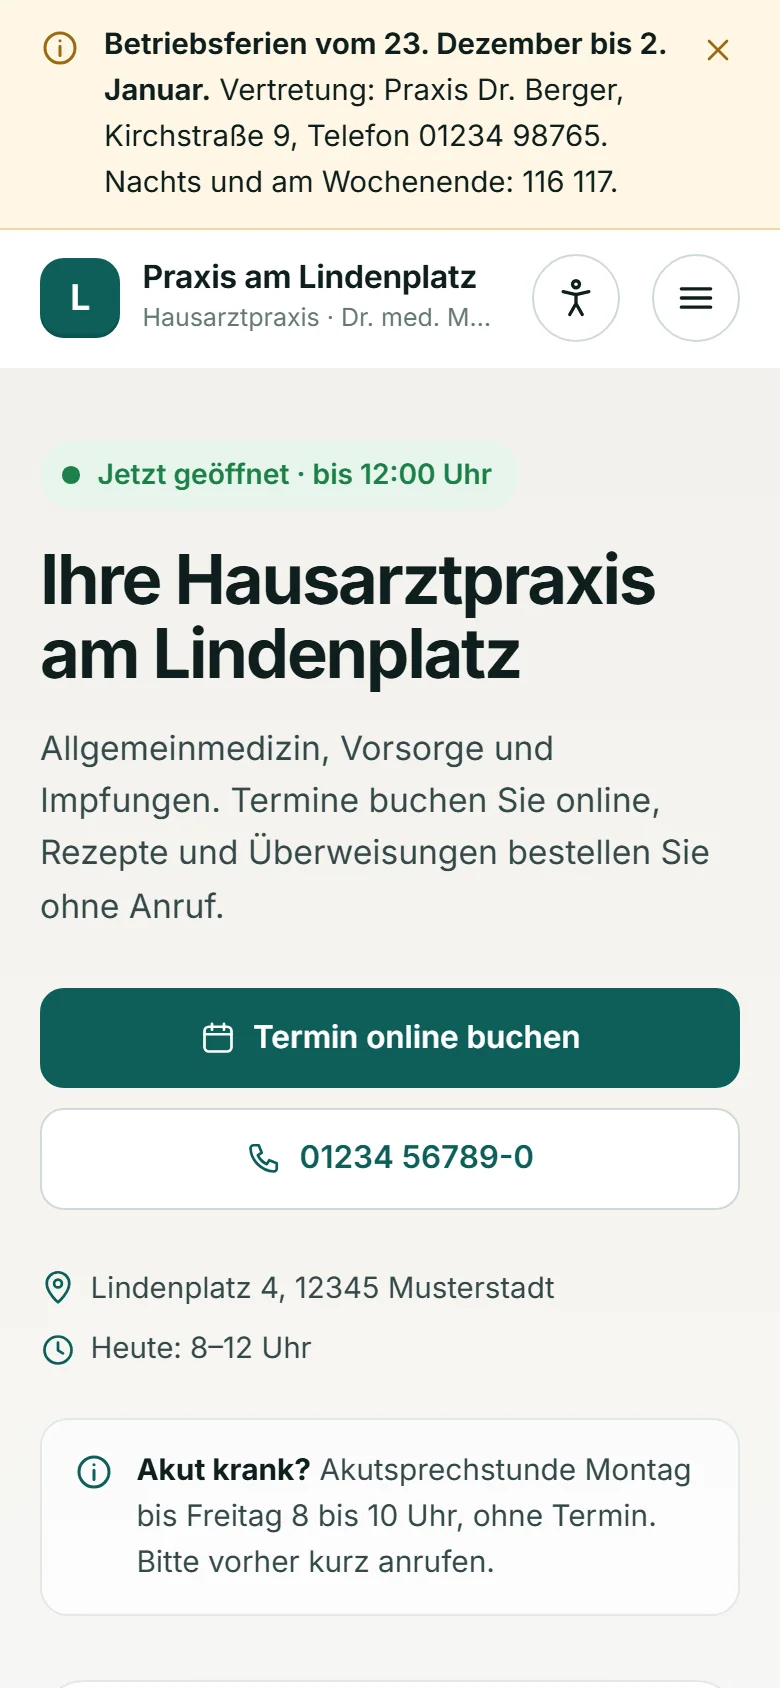 Betriebsferien vom 23. Dezember bis 2.
Januar. Vertretung: Praxis Dr. Berger,
Kirchstraße 9, Telefon 01234 98765.
Nachts und am Wochenende: 116 117.
L
Praxis am Lindenplatz
Hausarztpraxis · Dr. med. M...
Jetzt geöffnet · bis 12:00 Uhr
Ihre Hausarztpraxis
am Lindenplatz
Allgemeinmedizin, Vorsorge und
Impfungen. Termine buchen Sie online,
Rezepte und Überweisungen bestellen Sie
ohne Anruf.
Termin online buchen
01234 56789-0
Lindenplatz 4, 12345 Musterstadt
Heute: 8–12 Uhr
Akut krank? Akutsprechstunde Montag
bis Freitag 8 bis 10 Uhr, ohne Termin.
Bitte vorher kurz anrufen.